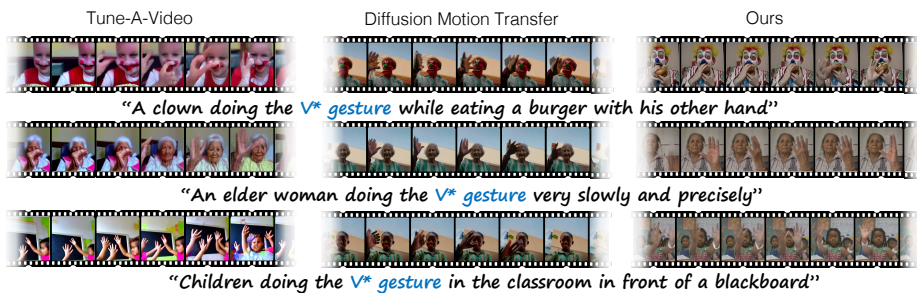 Tune-A-Video Diffusion Motion Transfer Ours
“A clown doing the V* gesture while eating a burger with his other hand”
“An elder woman doing the V* gesture very slowly and precisely”
“Children doing the V* gesture in the classroom in front of a blackboard”